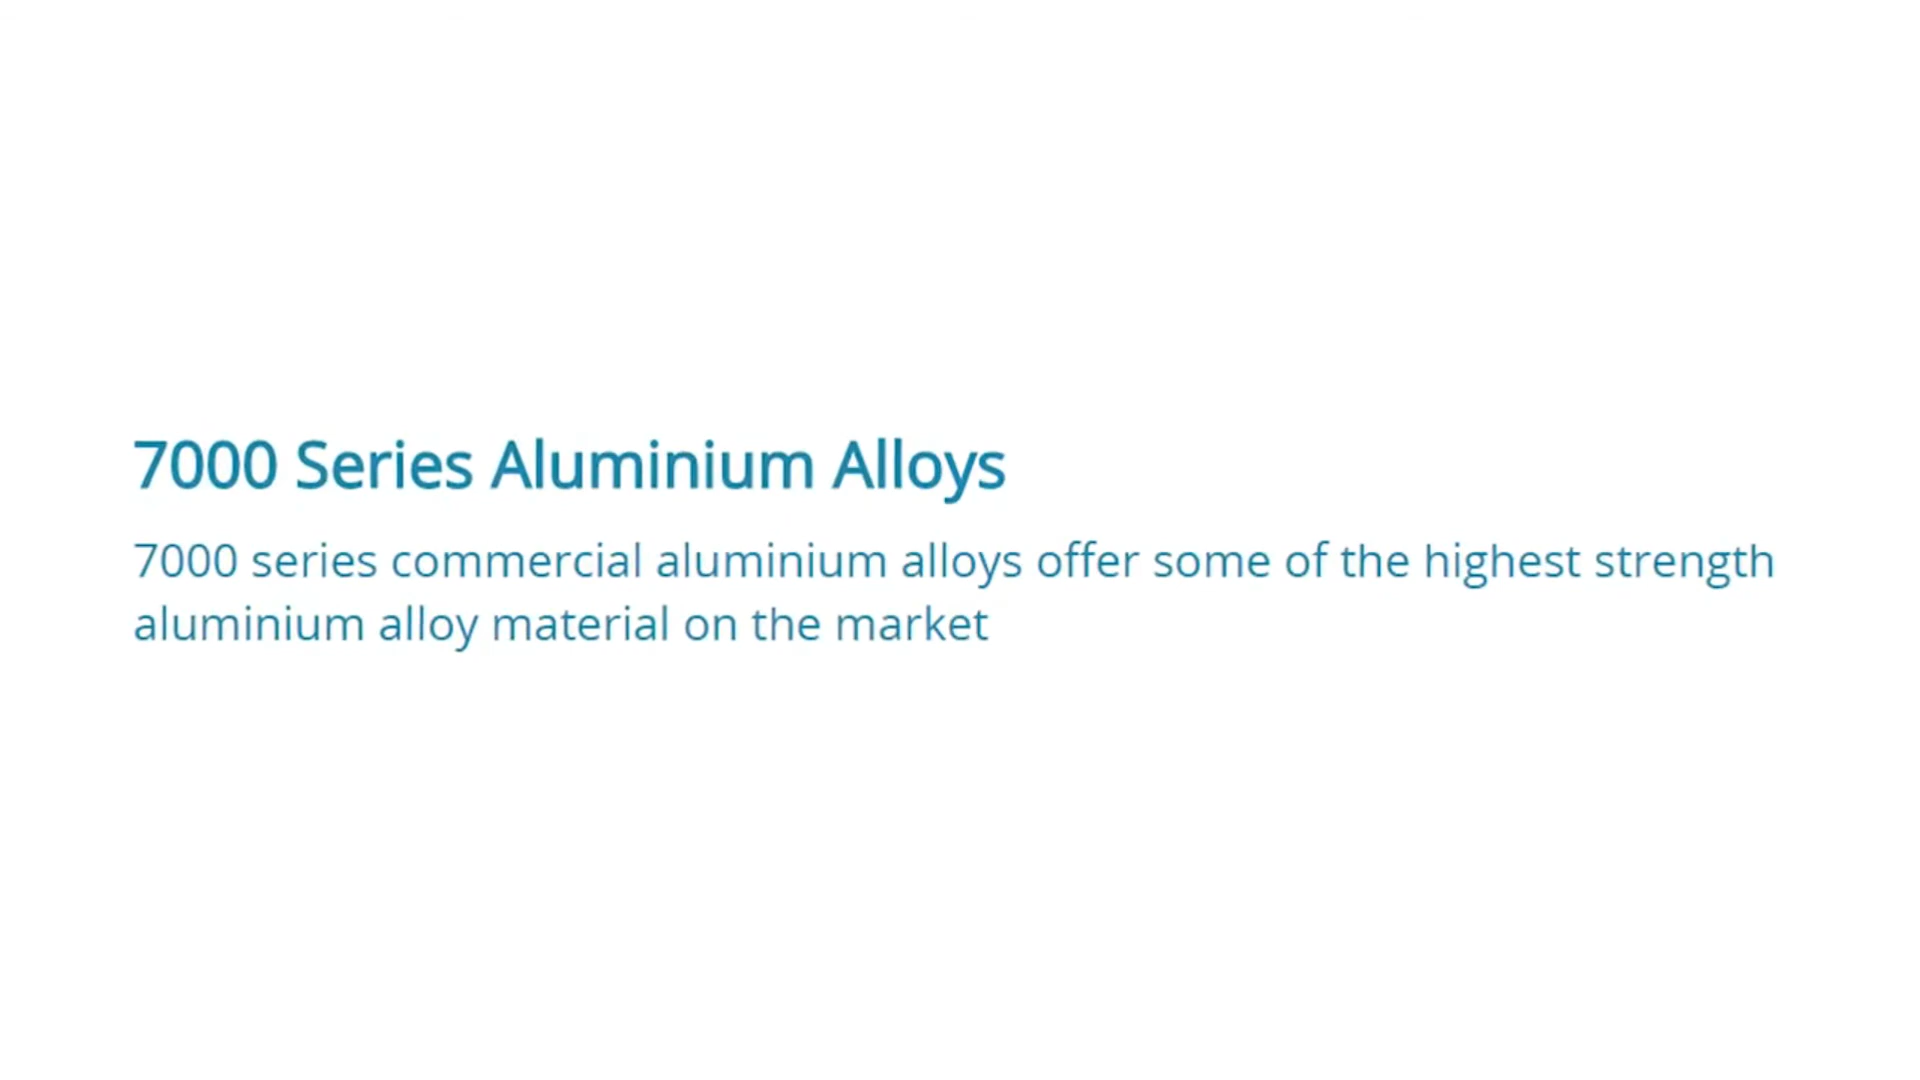 7000 Series Aluminium Alloys
7000 series commercial aluminium alloys offer some of the highest strength
aluminium alloy material on the market